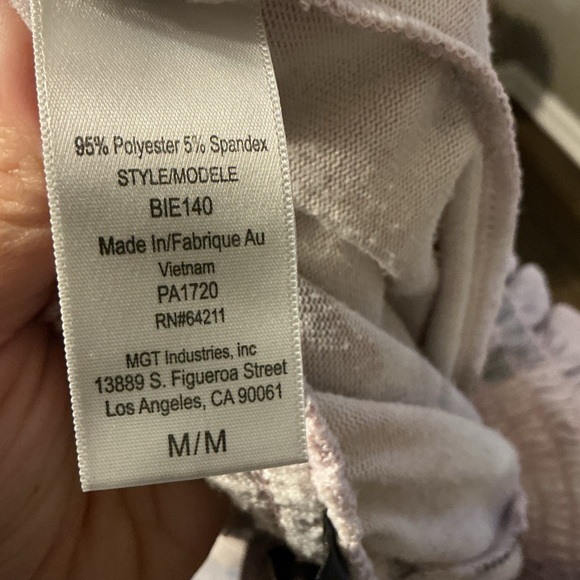 95% Polyester 5% Spandex
STYLE/MODELE
BIE140
Made In/Fabrique Au
Vietnam
PA1720
RN#64211
MGT Industries, inc
13889 S. Figueroa Street
Los Angeles, CA 90061
M/M